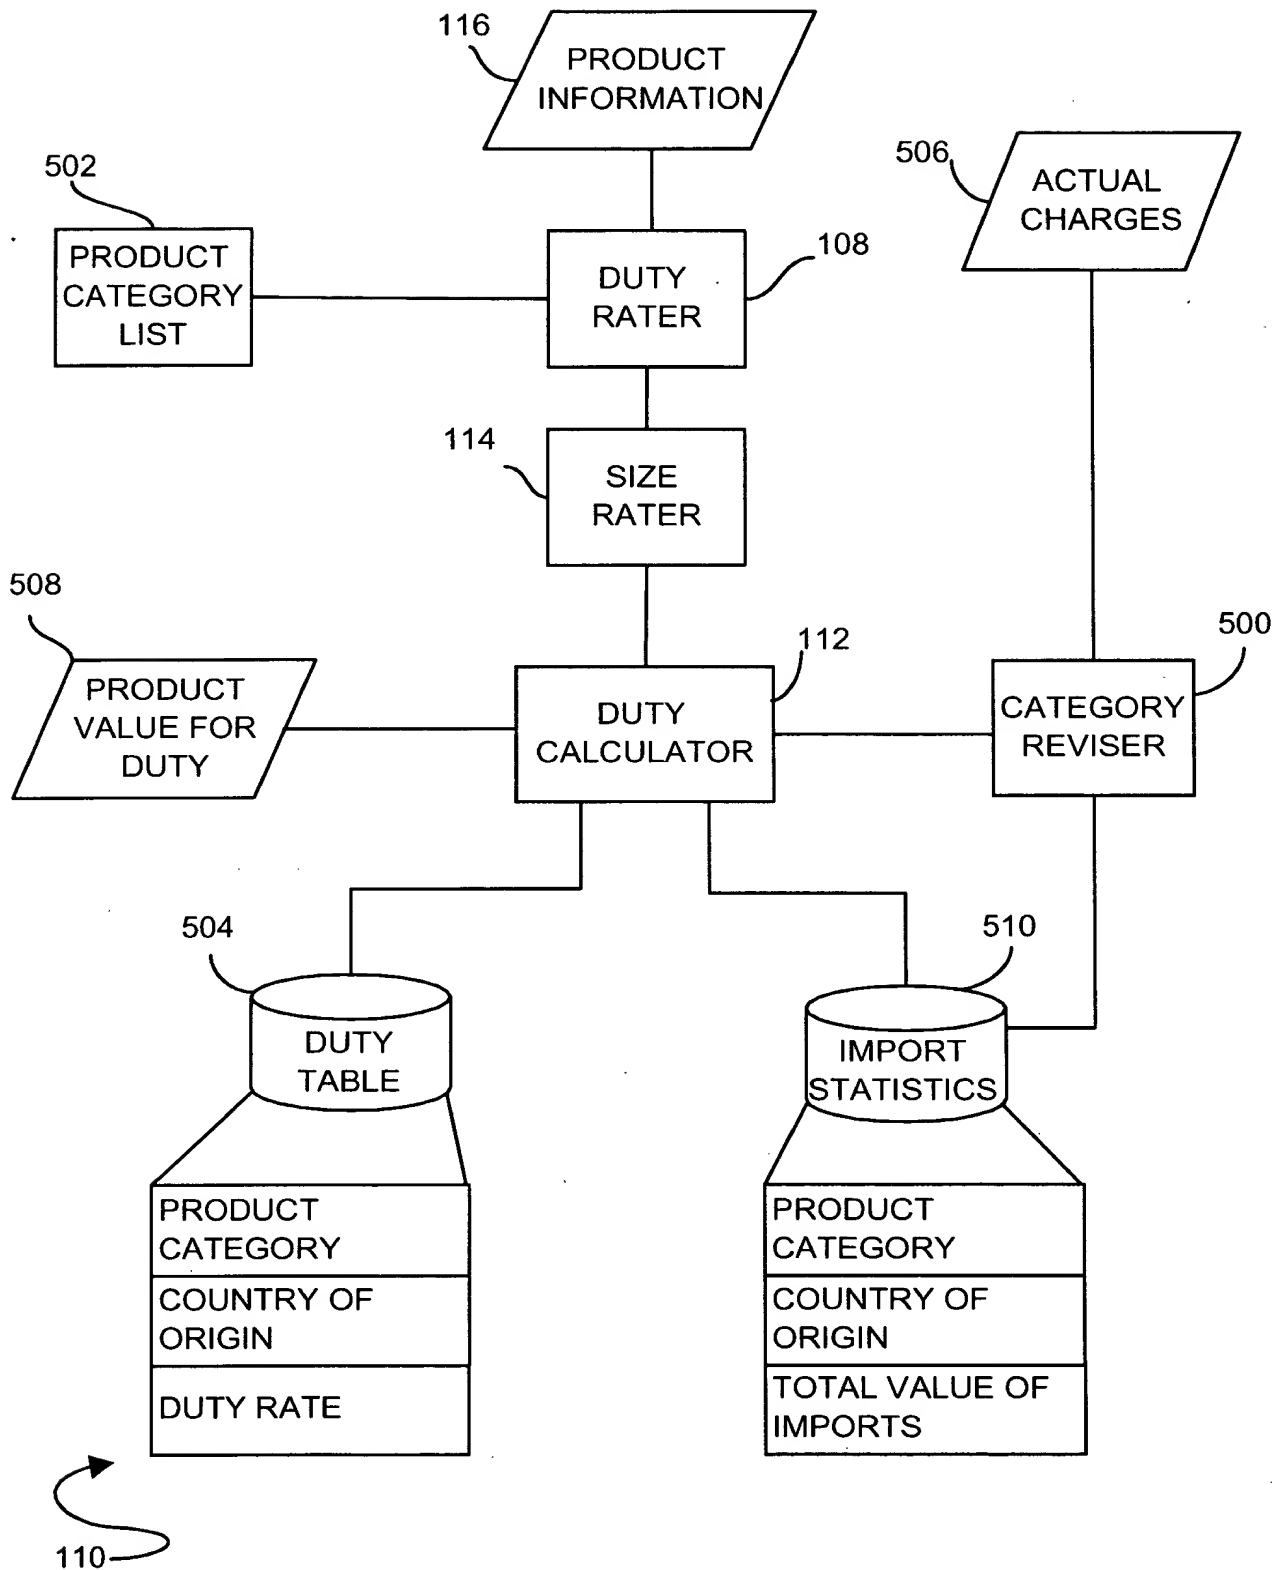 116
PRODUCT
INFORMATION
502
PRODUCT
CATEGORY
LIST
DUTY
RATER
108
506
ACTUAL
CHARGES
114
SIZE
RATER
508
PRODUCT
VALUE FOR
DUTY
112
DUTY
CALCULATOR
500
CATEGORY
REVISER
504
DUTY
TABLE
510
IMPORT
STATISTICS
PRODUCT
CATEGORY
COUNTRY OF
ORIGIN
DUTY RATE
PRODUCT
CATEGORY
COUNTRY OF
ORIGIN
TOTAL VALUE OF
IMPORTS
110